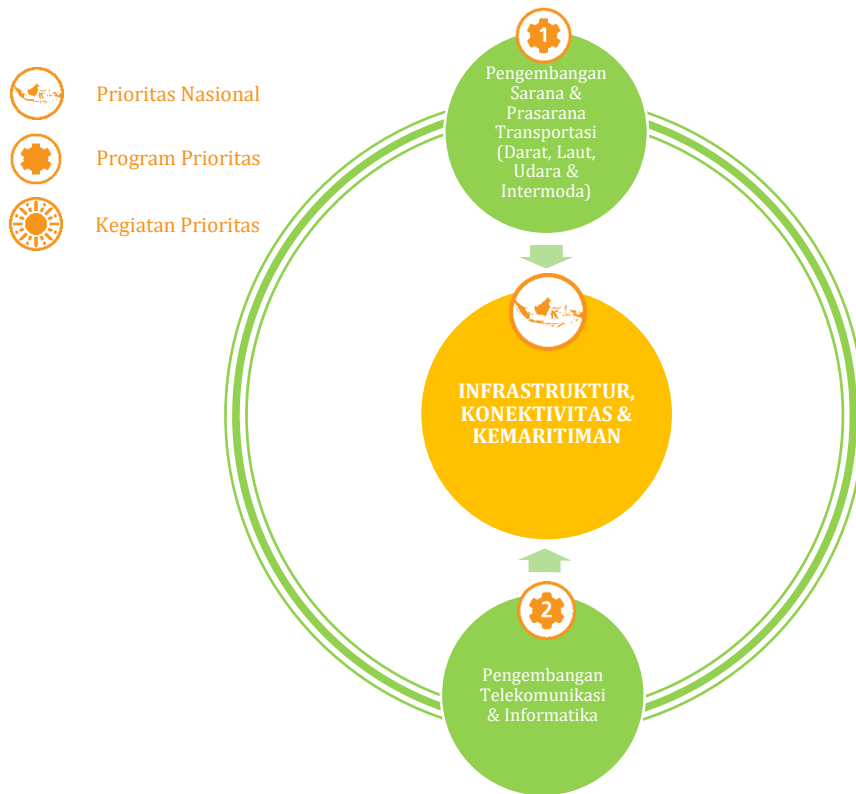 Prioritas Nasional
Program Prioritas
Kegiatan Prioritas
1
Pengembangan
Sarana &
Prasarana
Transportasi
(Darat, Laut,
Udara &
Intermoda)
INFRASTRUKTUR,
KONEKTIVITAS &
KEMARITIMAN
2
Pengembangan
Telekomunikasi
& Informatika